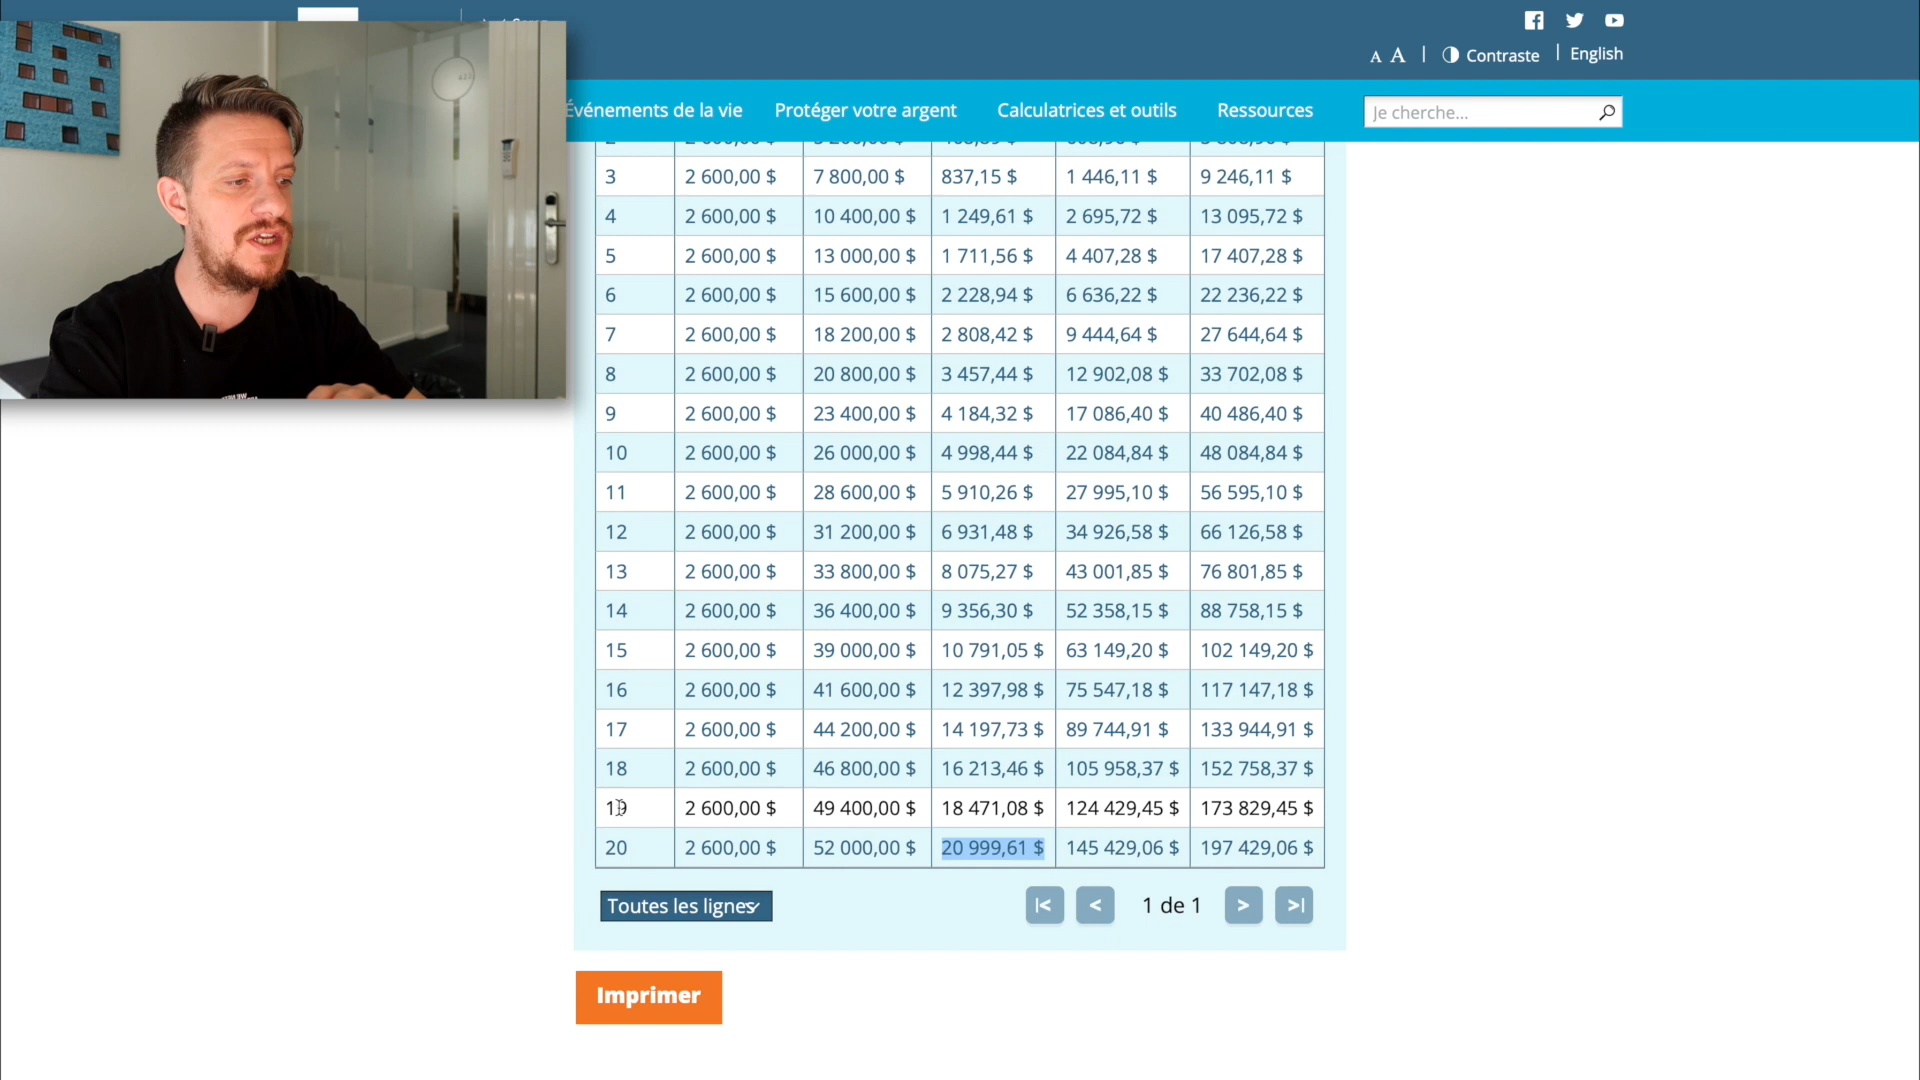 A A | Contraste | English
Événements de la vie Protéger votre argent Calculatrices et outils Ressources Je cherche...
3 2 600,00 $ 7 800,00 $ 837,15 $ 1 446,11 $ 9 246,11 $
4 2 600,00 $ 10 400,00 $ 1 249,61 $ 2 695,72 $ 13 095,72 $
5 2 600,00 $ 13 000,00 $ 1 711,56 $ 4 407,28 $ 17 407,28 $
6 2 600,00 $ 15 600,00 $ 2 228,94 $ 6 636,22 $ 22 236,22 $
7 2 600,00 $ 18 200,00 $ 2 808,42 $ 9 444,64 $ 27 644,64 $
8 2 600,00 $ 20 800,00 $ 3 457,44 $ 12 902,08 $ 33 702,08 $
9 2 600,00 $ 23 400,00 $ 4 184,32 $ 17 086,40 $ 40 486,40 $
10 2 600,00 $ 26 000,00 $ 4 998,44 $ 22 084,84 $ 48 084,84 $
11 2 600,00 $ 28 600,00 $ 5 910,26 $ 27 995,10 $ 56 595,10 $
12 2 600,00 $ 31 200,00 $ 6 931,48 $ 34 926,58 $ 66 126,58 $
13 2 600,00 $ 33 800,00 $ 8 075,27 $ 43 001,85 $ 76 801,85 $
14 2 600,00 $ 36 400,00 $ 9 356,30 $ 52 358,15 $ 88 758,15 $
15 2 600,00 $ 39 000,00 $ 10 791,05 $ 63 149,20 $ 102 149,20 $
16 2 600,00 $ 41 600,00 $ 12 397,98 $ 75 547,18 $ 117 147,18 $
17 2 600,00 $ 44 200,00 $ 14 197,73 $ 89 744,91 $ 133 944,91 $
18 2 600,00 $ 46 800,00 $ 16 213,46 $ 105 958,37 $ 152 758,37 $
19 2 600,00 $ 49 400,00 $ 18 471,08 $ 124 429,45 $ 173 829,45 $
20 2 600,00 $ 52 000,00 $ 20 999,61 $ 145 429,06 $ 197 429,06 $
Toutes les lignes |< < 1 de 1 > >|
Imprimer